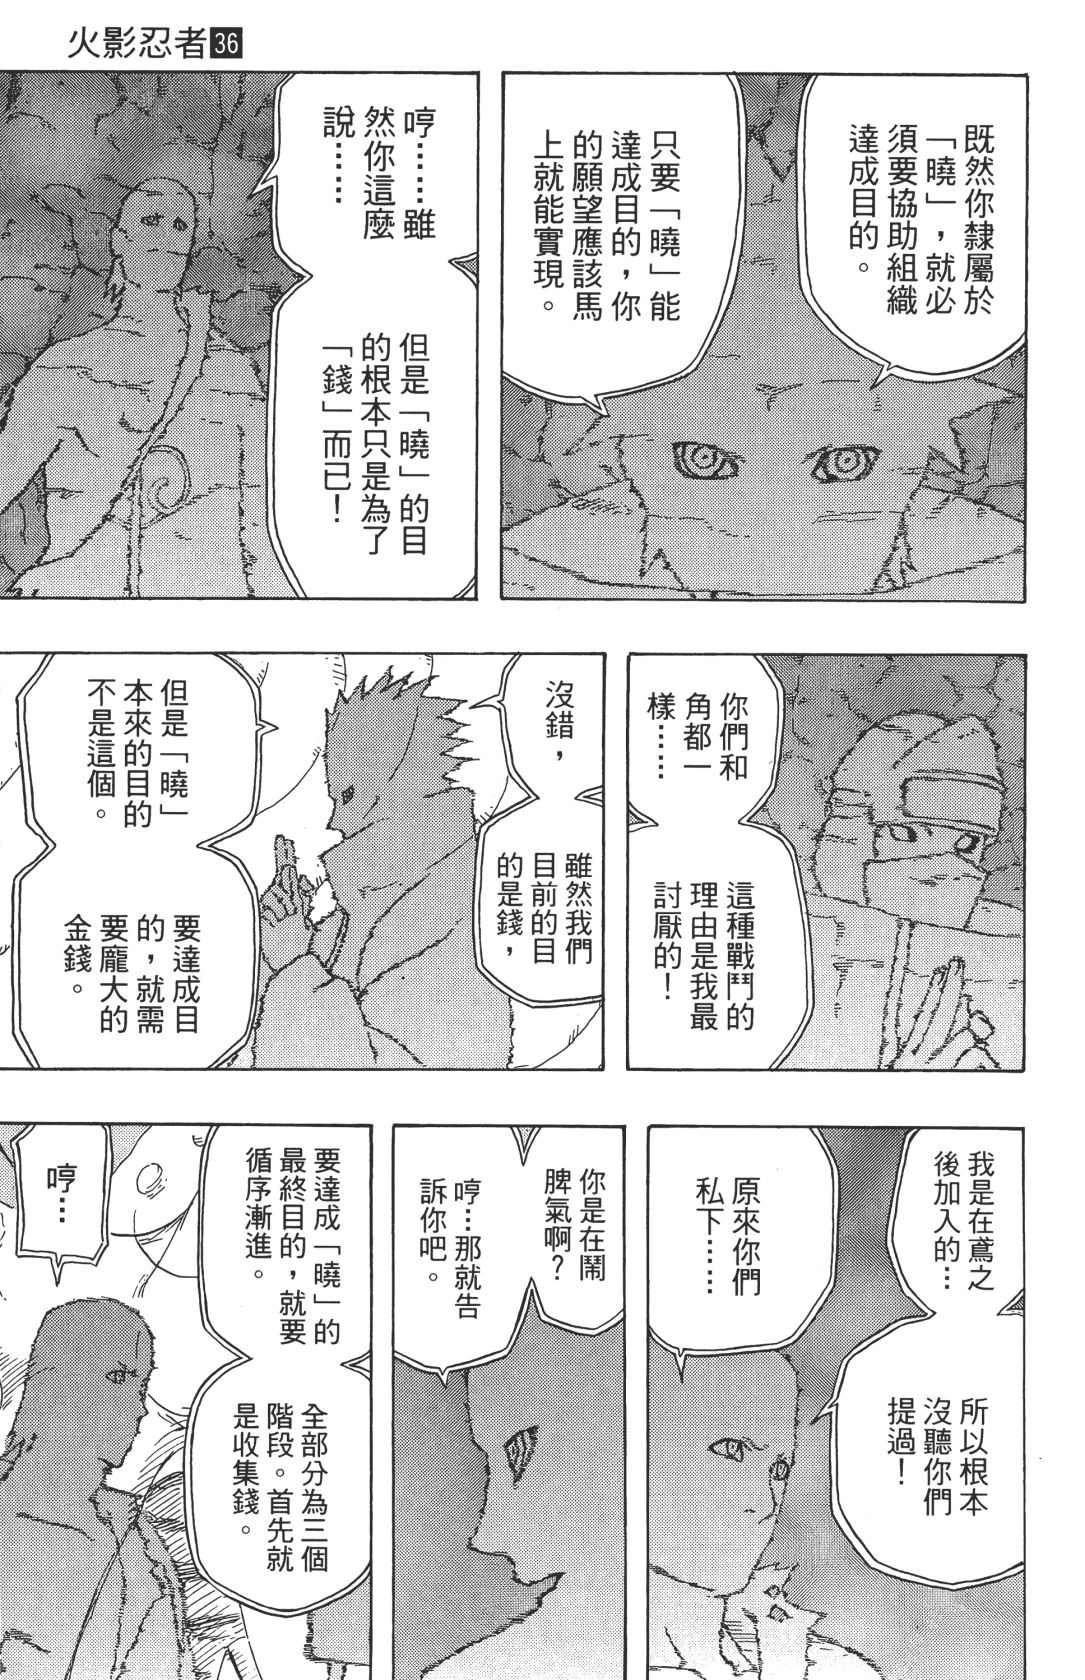 火影忍者36
既然你隸屬於
「曉」，就必
須要協助組織
達成目的。
只要「曉」能
達成目的，你
的願望應該馬
上就能實現。
哼……雖
然你這麼
說……
但是「曉」的目
的根本只是為了
「錢」而已！
你們和
角都一
樣……
這種戰鬥的
理由是我最
討厭的！
沒錯，
雖然我們
目前的目
的是錢，
但是「曉」
本來的目的
不是這個。
要達成目
的，就需
要龐大的
金錢。
我是在鳶之
後加入的…
所以根本
沒聽你們
提過！
原來你們
私下……
你是在鬧
脾氣啊？
哼…那就告
訴你吧。
要達成「曉」的
最終目的，就要
循序漸進。
全部分為三個
階段。首先就
是收集錢。
哼…